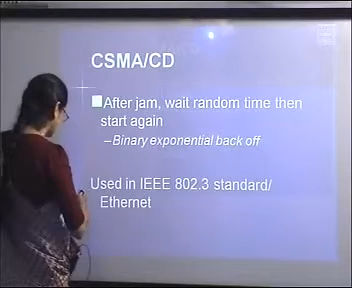 CSMA/CD
After jam, wait random time then
start again
–Binary exponential back off
Used in IEEE 802.3 standard/
Ethernet